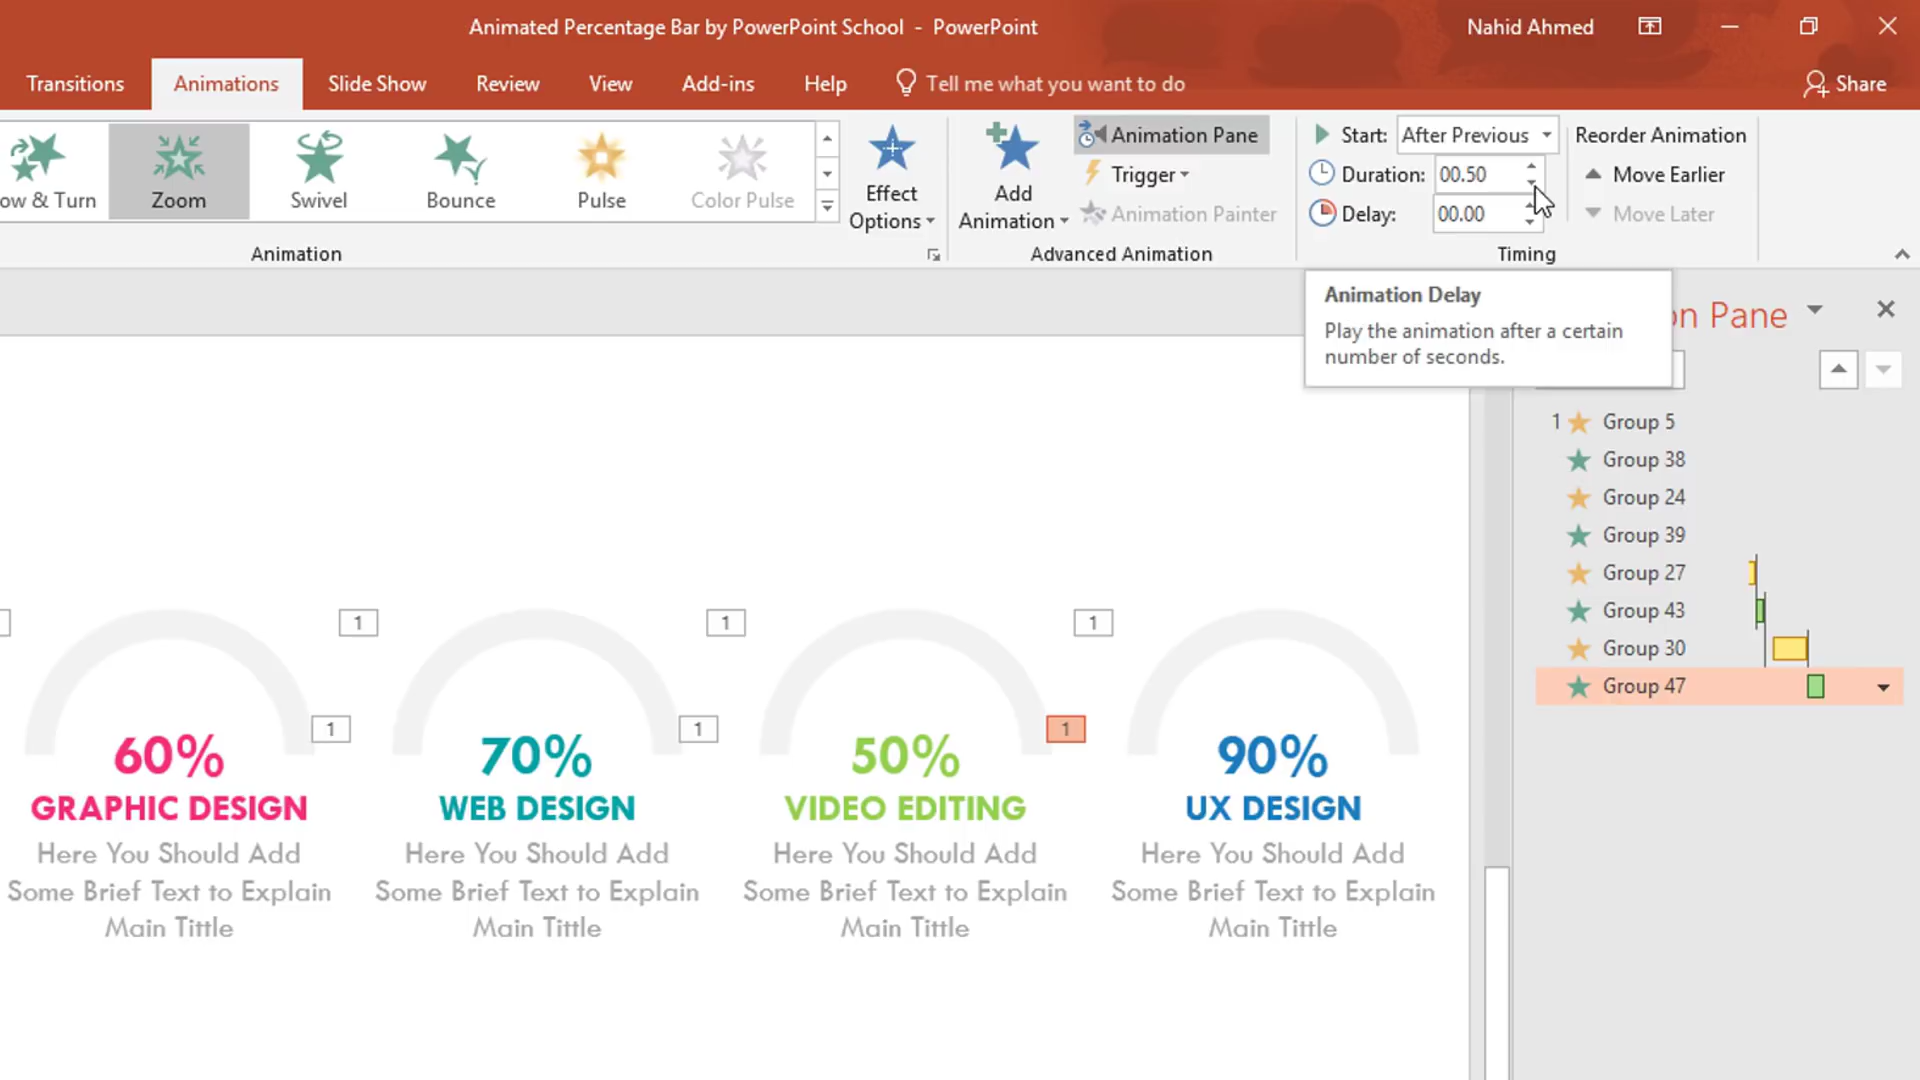 Animated Percentage Bar by PowerPoint School - PowerPoint
Nahid Ahmed
Transitions
Animations
Slide Show
Review
View
Add-ins
Help
Tell me what you want to do
Share
ow & Turn
Zoom
Swivel
Bounce
Pulse
Color Pulse
Effect
Options
Add
Animation
Animation Pane
Trigger
Animation Painter
Start: After Previous
Duration: 00.50
Delay: 00.00
Reorder Animation
Move Earlier
Move Later
Animation
Advanced Animation
Timing
Animation Delay
Play the animation after a certain
number of seconds.
on Pane
1 Group 5
Group 38
Group 24
Group 39
Group 27
Group 43
Group 30
Group 47
1
1
1
1
1
1
60%
GRAPHIC DESIGN
Here You Should Add
Some Brief Text to Explain
Main Tittle
70%
WEB DESIGN
Here You Should Add
Some Brief Text to Explain
Main Tittle
50%
VIDEO EDITING
Here You Should Add
Some Brief Text to Explain
Main Tittle
90%
UX DESIGN
Here You Should Add
Some Brief Text to Explain
Main Tittle